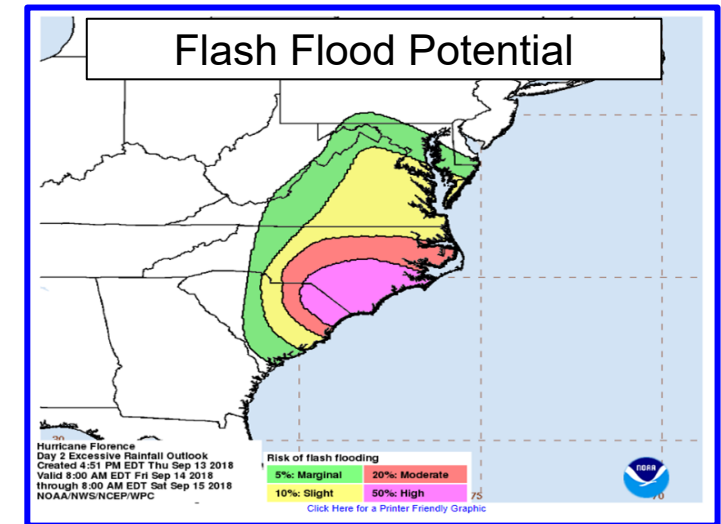 Flash Flood Potential
30
Hurricane Florence
Day 2 Excessive Rainfall Outlook
Created 4:51 PM EDT Thu Sep 13 2018
Valid 8:00 AM EDT Fri Sep 14 2018
through 8:00 AM EDT Sat Sep 15 2018
NOAA/NWS/NCEP/WPC
Risk of flash flooding
5%: Marginal 20%: Moderate
10%: Slight 50%: High
75
70
NOAA
Click Here for a Printer Friendly Graphic